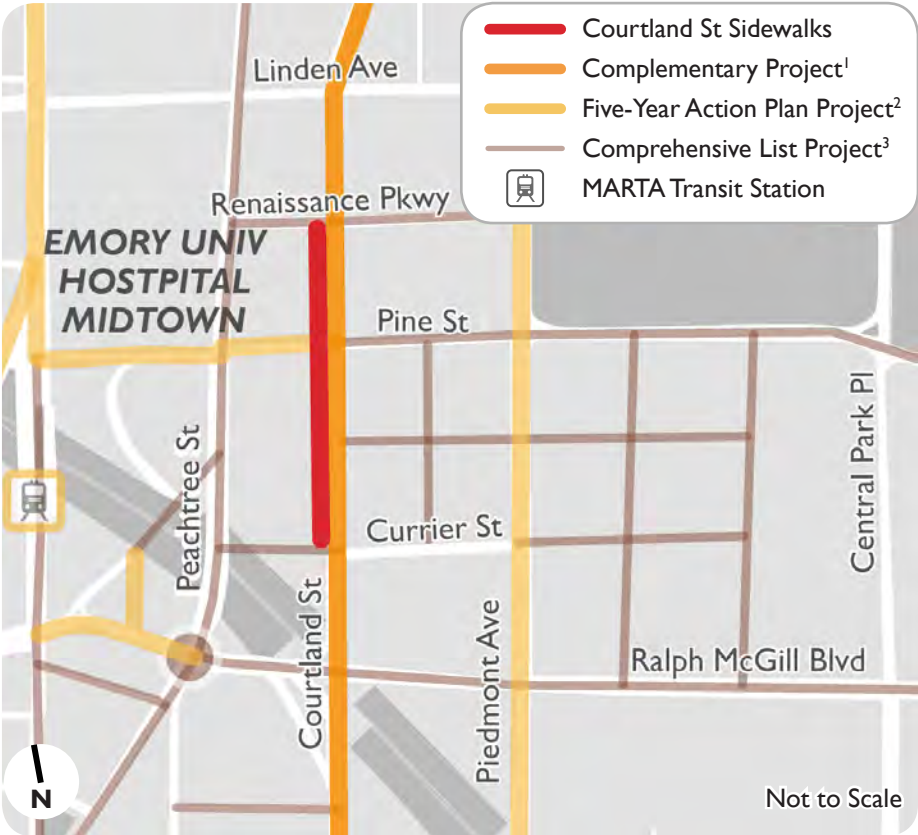 Courtland St Sidewalks
Complementary Project¹
Five-Year Action Plan Project²
Comprehensive List Project³
MARTA Transit Station
Linden Ave
Renaissance Pkwy
EMORY UNIV
HOSTPITAL
MIDTOWN
Pine St
Peachtree St
Central Park Pl
Currier St
Courtland St
Piedmont Ave
Ralph McGill Blvd
N
Not to Scale